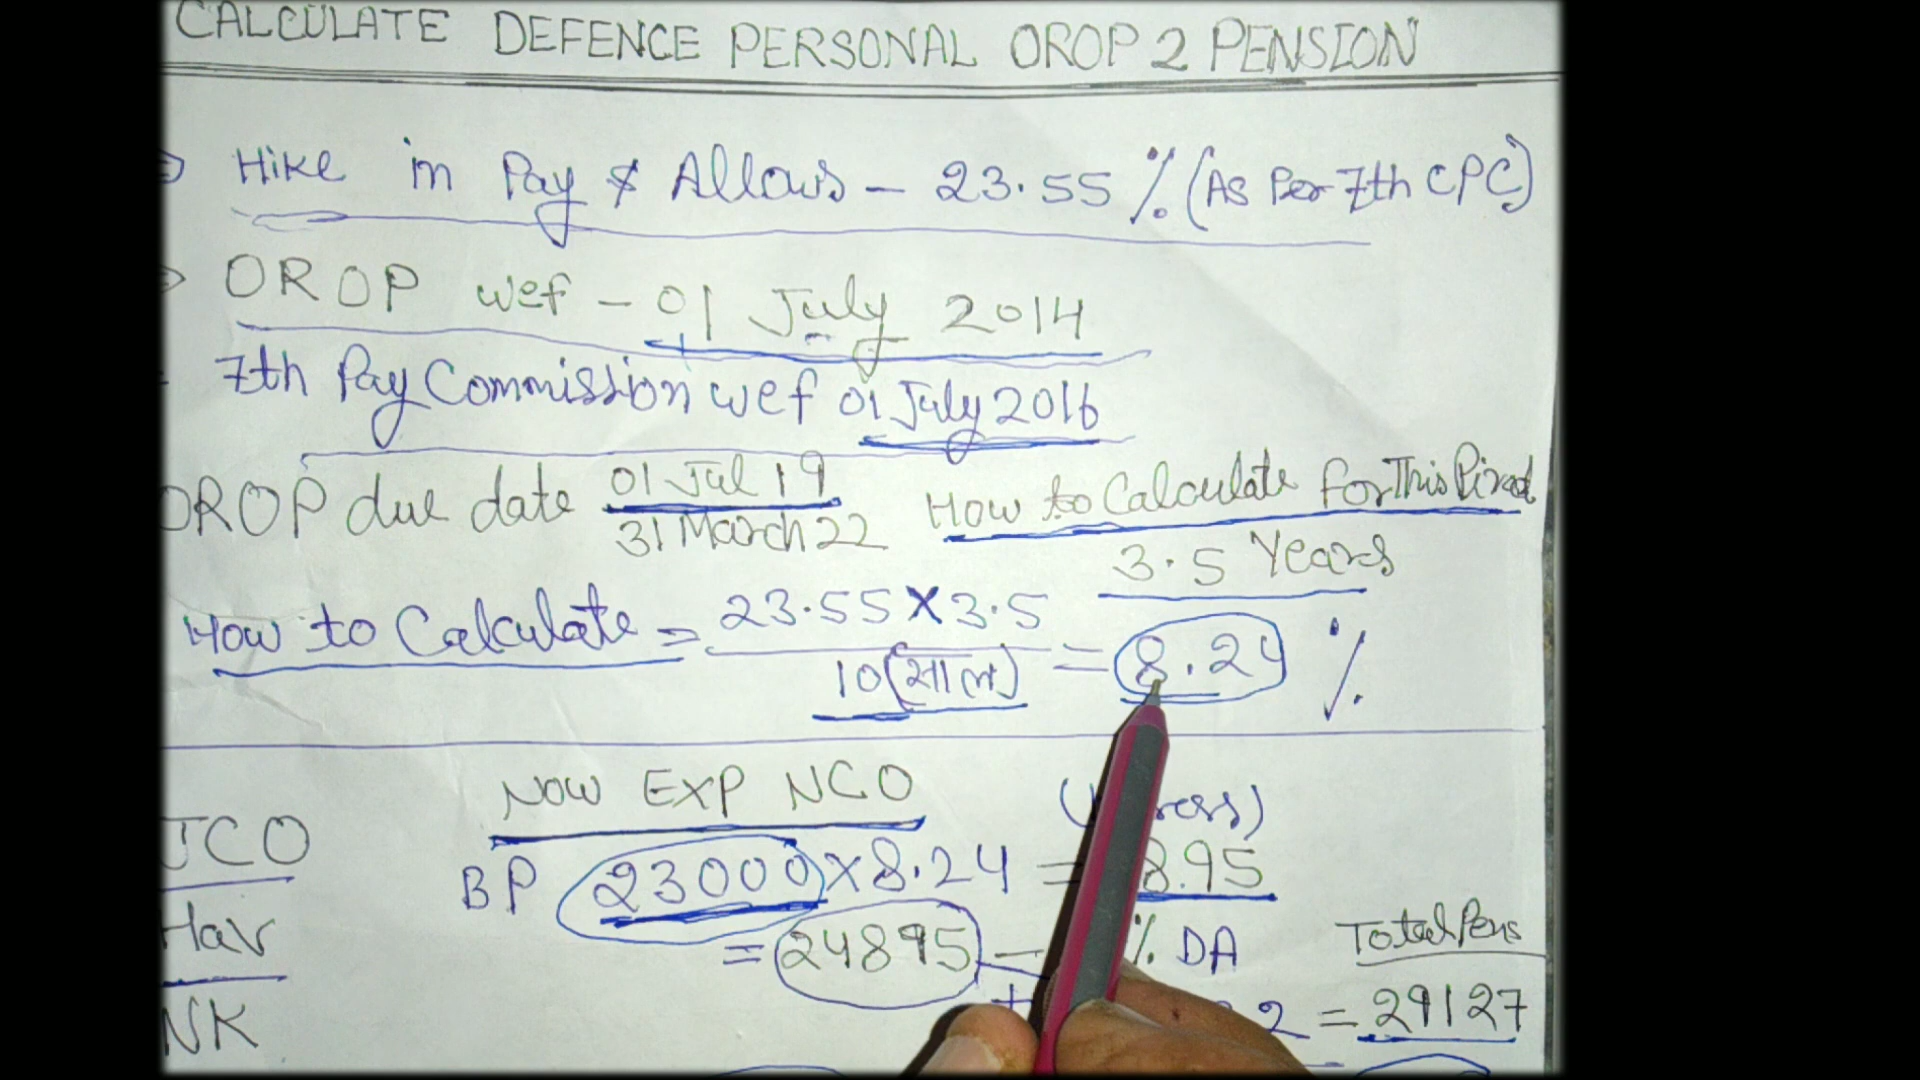 CALCULATE DEFENCE PERSONAL OROP 2 PENSION
Hike in Pay & Allows - 23.55 % (As Per 7th CPC)
OROP wef - 01 July 2014
7th Pay Commission wef 01 July 2016
OROP due date 01 Jul 19
31 March 22
How to Calculate For This Pired
3.5 Years
How to Calculate = 23.55 X 3.5
10 (साल) = 8.24 %
NOW EXP NCO
JCO
BP 23000 X 8.24 = 8.95
Hav
= 24895 - % DA
Total Pens
NK
+ 2 = 29127